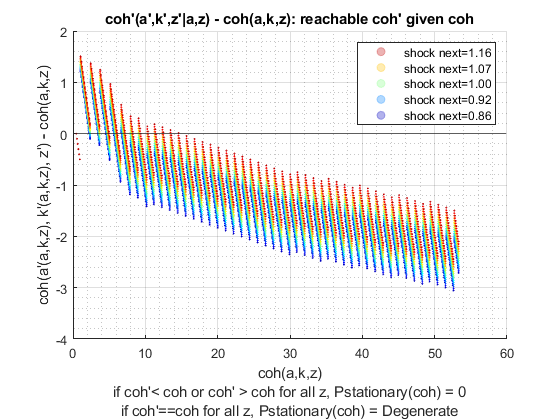 coh'(a',k',z'|a,z) - coh(a,k,z): reachable coh' given coh
2
1
0
-1
-2
-3
-4
coh(a'(a,k,z), k'(a,k,z), z') - coh(a,k,z)
shock next=1.16
shock next=1.07
shock next=1.00
shock next=0.92
shock next=0.86
0 10 20 30 40 50 60
coh(a,k,z)
if coh'< coh or coh' > coh for all z, Pstationary(coh) = 0
if coh'==coh for all z, Pstationary(coh) = Degenerate